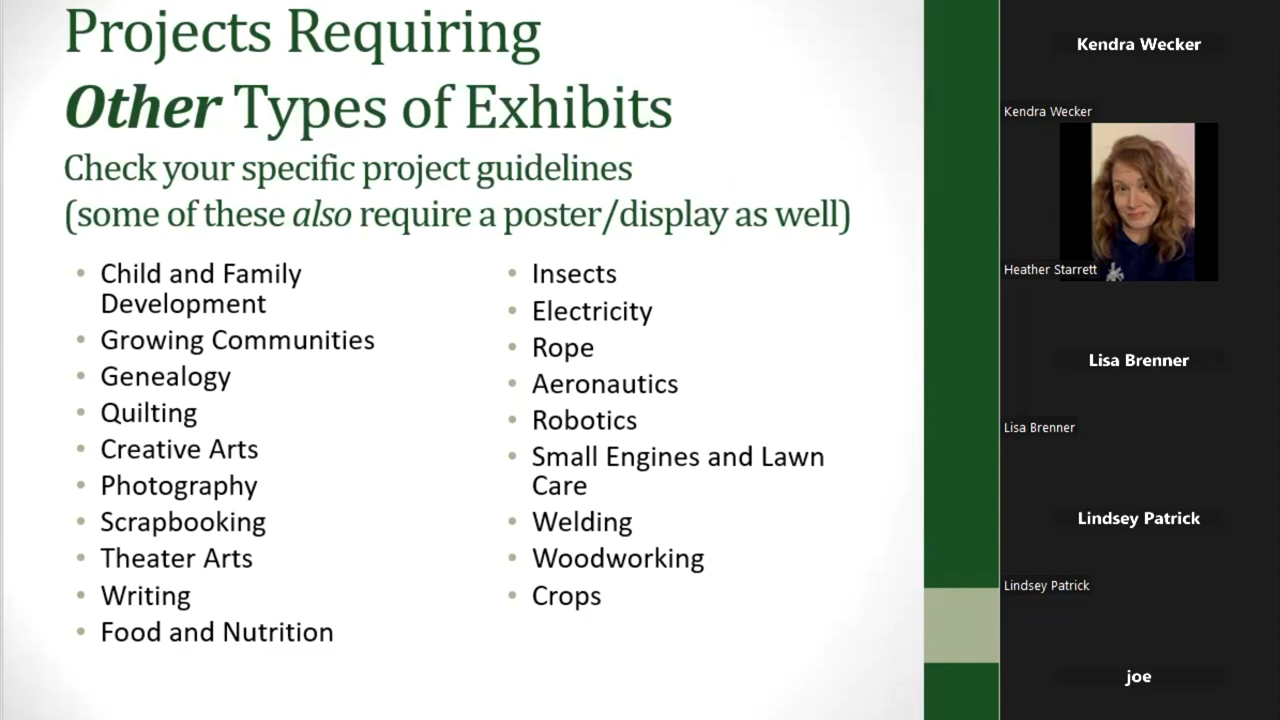 Projects Requiring
Other Types of Exhibits
Check your specific project guidelines
(some of these also require a poster/display as well)
• Child and Family
Development
• Growing Communities
• Genealogy
• Quilting
• Creative Arts
• Photography
• Scrapbooking
• Theater Arts
• Writing
• Food and Nutrition
• Insects
• Electricity
• Rope
• Aeronautics
• Robotics
• Small Engines and Lawn
Care
• Welding
• Woodworking
• Crops
Kendra Wecker
Kendra Wecker
Heather Starrett
Lisa Brenner
Lisa Brenner
Lindsey Patrick
Lindsey Patrick
joe